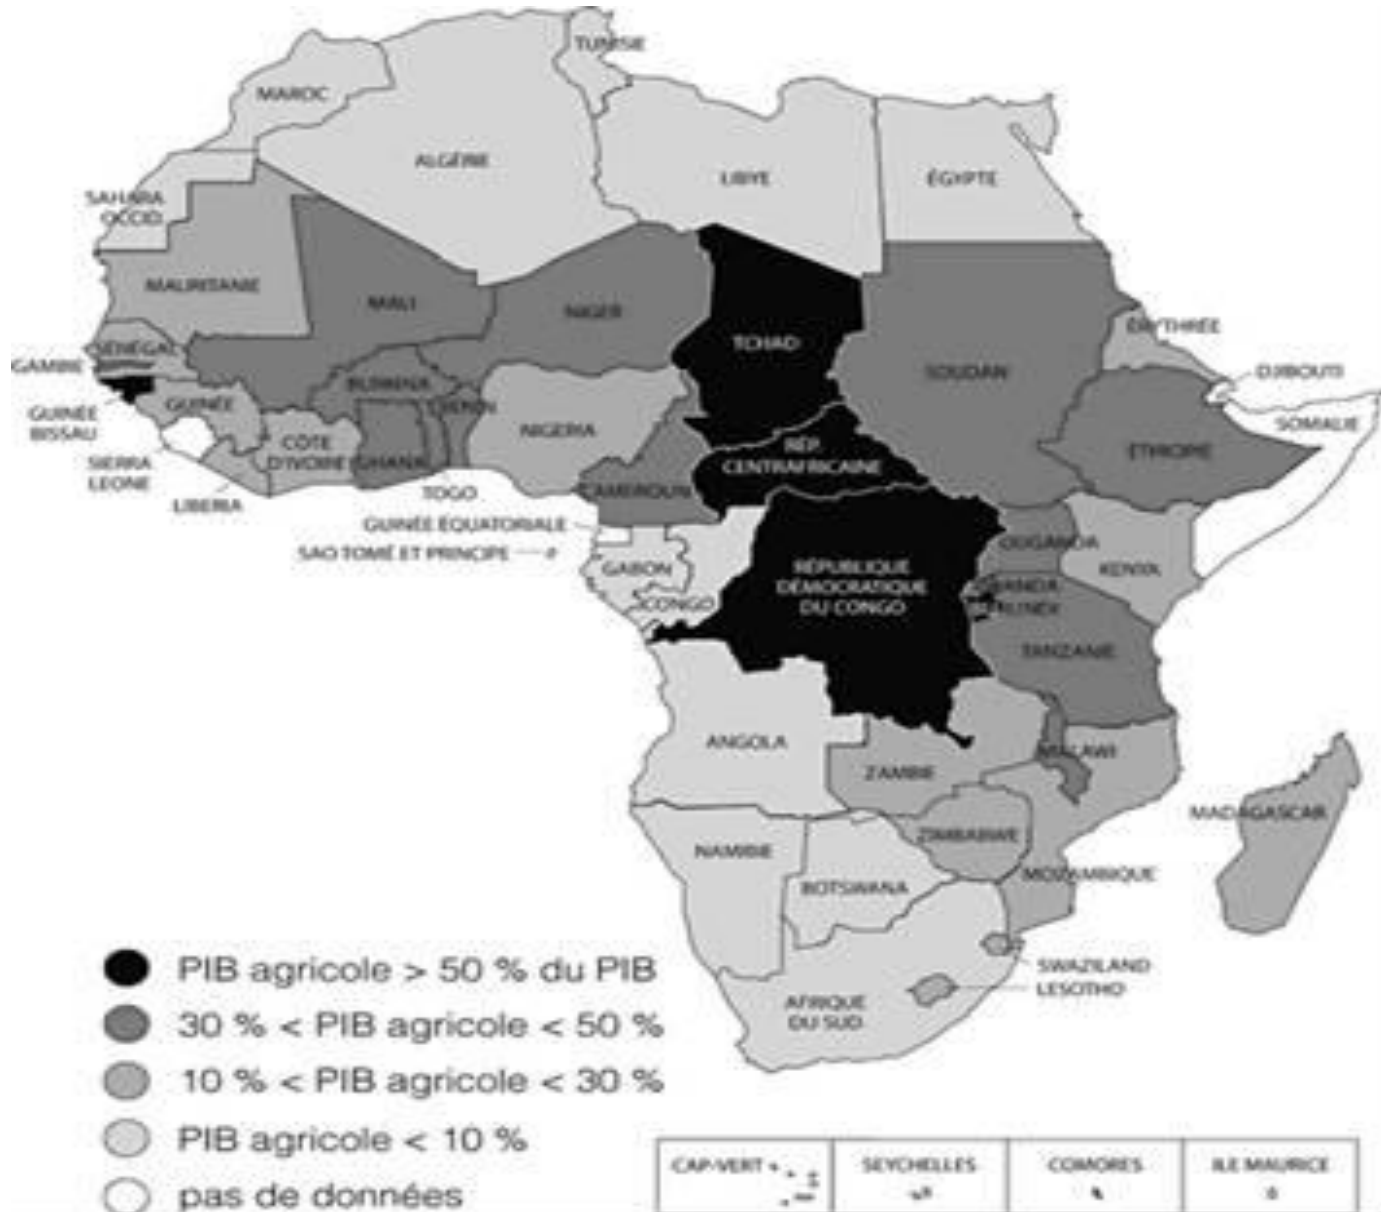 TUNISIE
MAROC
ALGÉRIE
LIBYE
ÉGYPTE
SAHARA
OCCID.
MAURITANIE
MALI
NIGER
TCHAD
SOUDAN
ÉRYTHRÉE
DJIBOUTI
SOMALIE
SÉNÉGAL
GAMBIE
GUINÉE
BISSAU
GUINÉE
SIERRA
LEONE
LIBERIA
CÔTE
D'IVOIRE
BURKINA
GHANA
BENIN
TOGO
NIGERIA
CAMEROUN
RÉP.
CENTRAFRICAINE
ETHIOPIE
GUINÉE ÉQUATORIALE
SAO TOMÉ ET PRINCIPE
GABON
CONGO
RÉPUBLIQUE
DÉMOCRATIQUE
DU CONGO
OUGANDA
KENYA
RWANDA
TANZANIE
ANGOLA
ZAMBIE
MALAWI
MADAGASCAR
NAMIBIE
ZIMBABWE
BOTSWANA
MOZAMBIQUE
SWAZILAND
LESOTHO
AFRIQUE
DU SUD
PIB agricole > 50 % du PIB
30 % < PIB agricole < 50 %
10 % < PIB agricole < 30 %
PIB agricole < 10 %
pas de données
CAP-VERT
SEYCHELLES
COMORES
ILE MAURICE